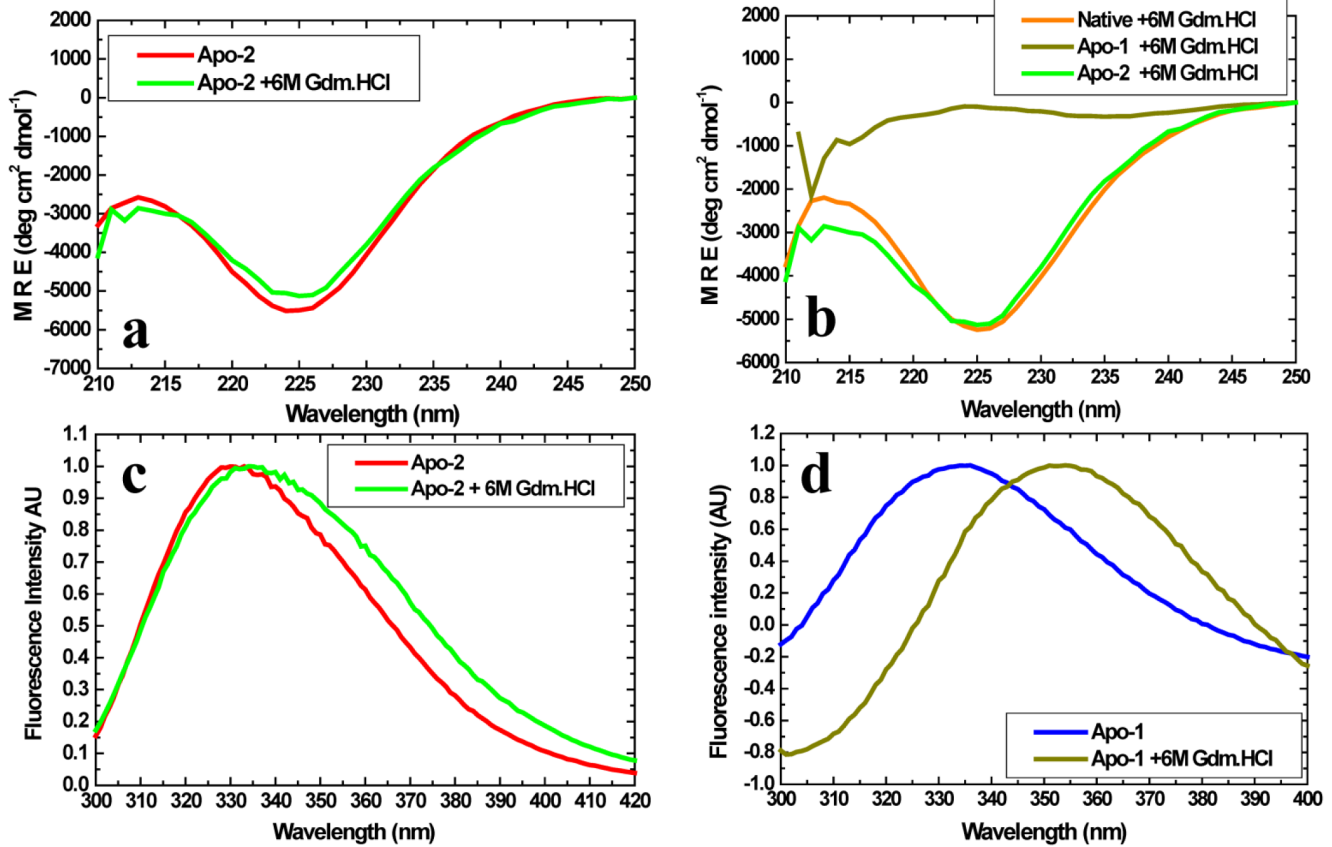 Apo-2
Apo-2 +6M Gdm.HCl
2000
1000
0
-1000
-2000
-3000
-4000
-5000
-6000
-7000
M R E (deg cm² dmol⁻¹)
a
210 215 220 225 230 235 240 245 250
Wavelength (nm)
Native +6M Gdm.HCl
Apo-1 +6M Gdm.HCl
Apo-2 +6M Gdm.HCl
2000
1000
0
-1000
-2000
-3000
-4000
-5000
-6000
M R E (deg cm² dmol⁻¹)
b
210 215 220 225 230 235 240 245 250
Wavelength (nm)
c
Apo-2
Apo-2 + 6M Gdm.HCl
1.1
1.0
0.9
0.8
0.7
0.6
0.5
0.4
0.3
0.2
0.1
0.0
Fluorescence Intensity AU
300 310 320 330 340 350 360 370 380 390 400 410 420
Wavelength (nm)
d
1.2
1.0
0.8
0.6
0.4
0.2
0.0
-0.2
-0.4
-0.6
-0.8
-1.0
Fluorescence intensity (AU)
Apo-1
Apo-1 +6M Gdm.HCl
300 310 320 330 340 350 360 370 380 390 400
Wavelength (nm)